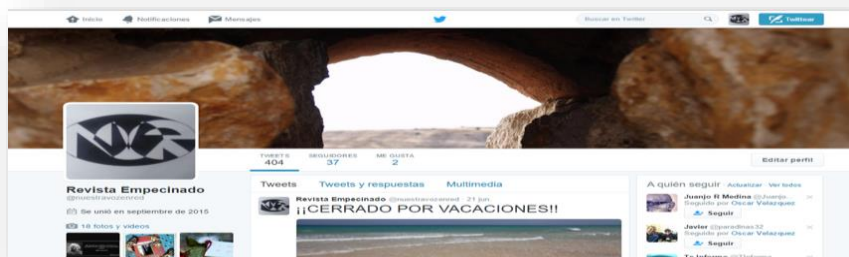 Inicio Notificaciones Mensajes Buscar en Twitter Twittear
NVR
TWEETS SEGUIDORES ME GUSTA
404 37 2
Editar perfil
Revista Empecinado
@nuestravozenred
Se unió en septiembre de 2015
18 fotos y vídeos
Tweets Tweets y respuestas Multimedia
Revista Empecinado @nuestravozenred · 21 jun.
¡¡CERRADO POR VACACIONES!!
A quién seguir · Actualizar · Ver todos
Juanjo R Medina @Juanjo
Seguido por Oscar Velazquez
Seguir
Javier @paradinas32
Seguido por Oscar Velazquez
Seguir